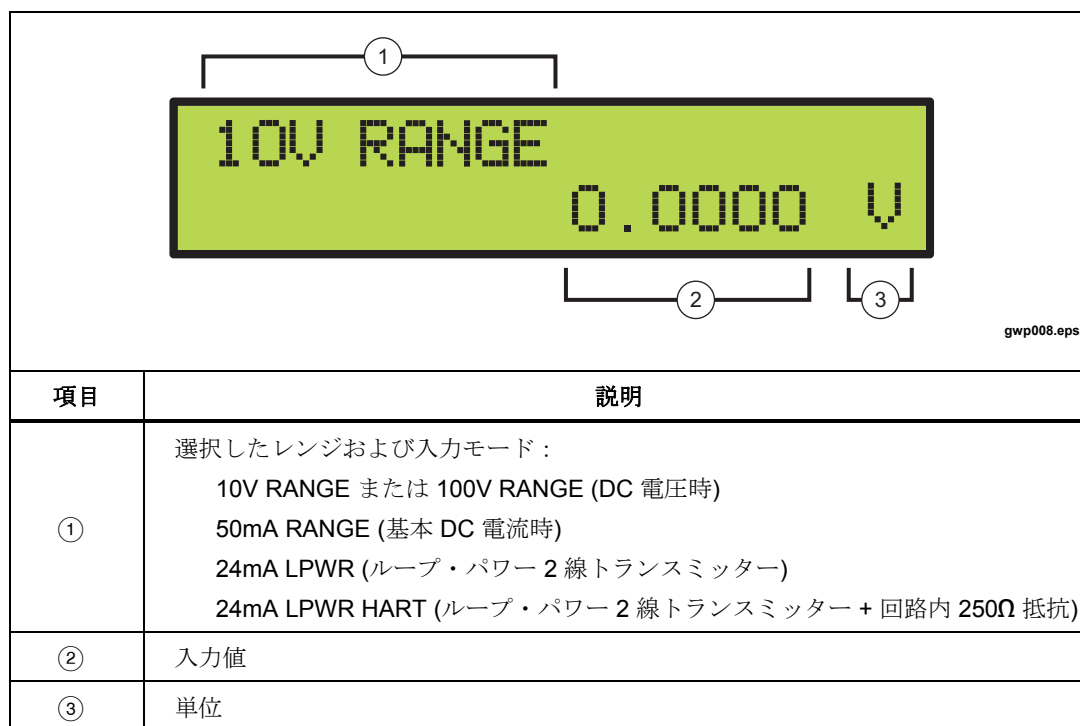 ①
10V RANGE
0.0000 V
②
③
gwp008.eps
項目
説明
①
選択したレンジおよび入力モード：
10V RANGE または 100V RANGE (DC 電圧時)
50mA RANGE (基本 DC 電流時)
24mA LPWR (ループ・パワー 2 線トランスミッター)
24mA LPWR HART (ループ・パワー 2 線トランスミッター + 回路内 250Ω 抵抗)
②
入力値
③
単位